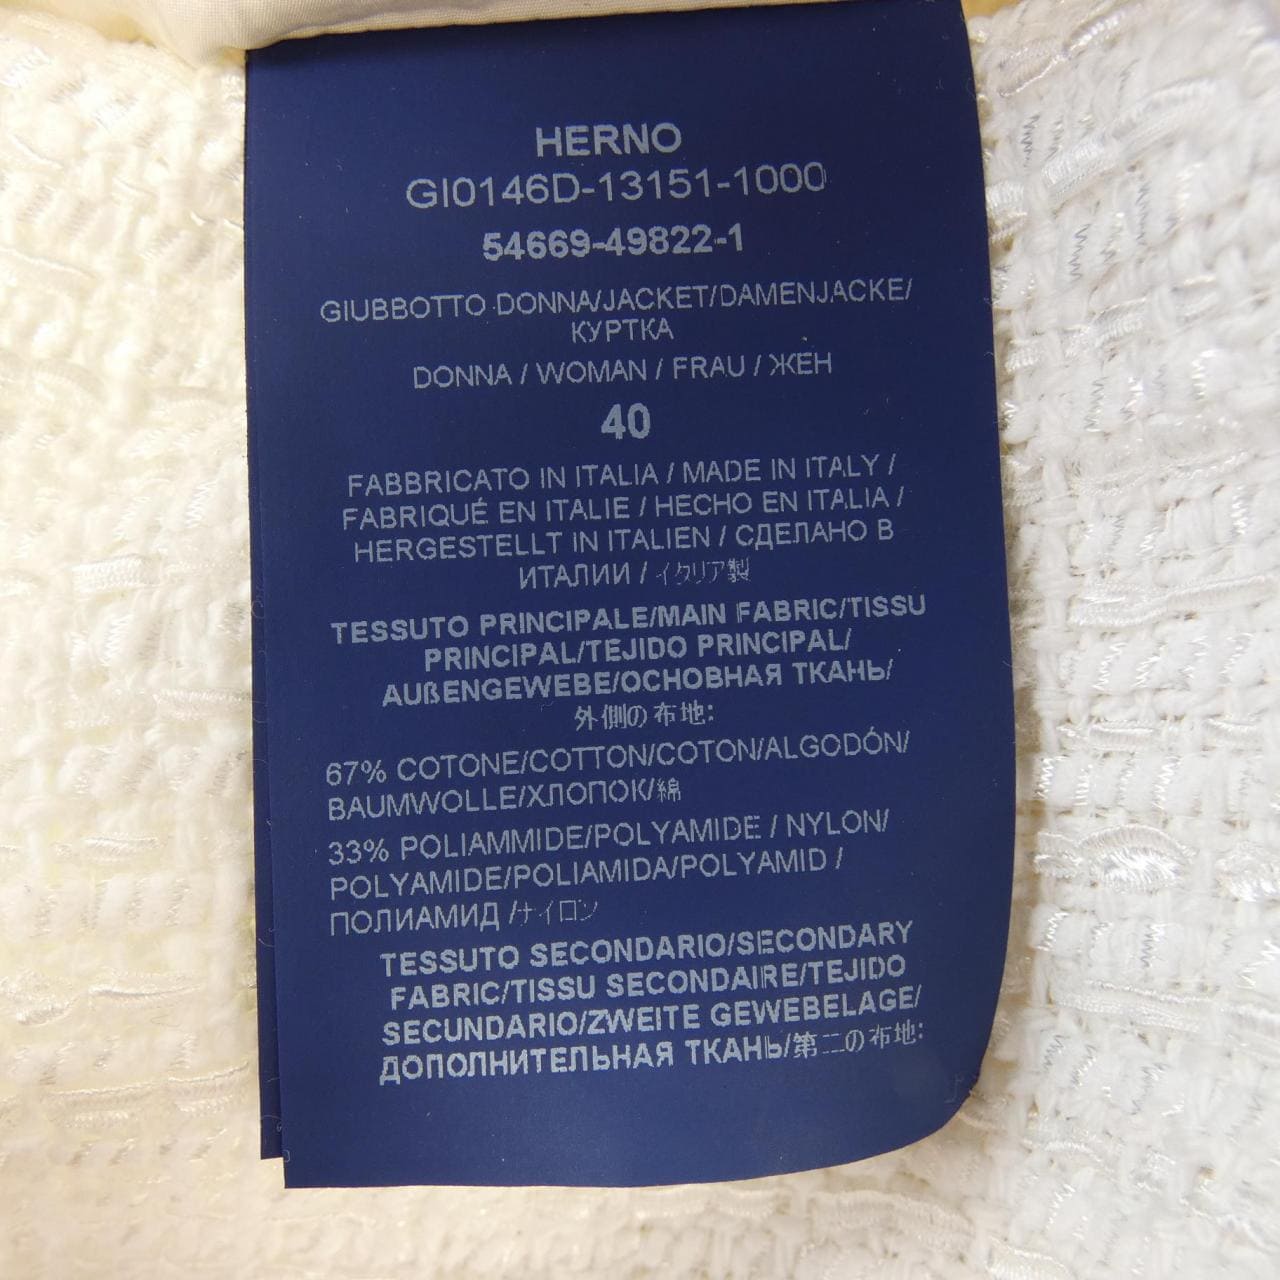 HERNO
GI0146D-13151-1000
54669-49822-1
GIUBBOTTO DONNA/JACKET/DAMENJACKE/
КУРТКА
DONNA / WOMAN / FRAU / ЖЕН
40
FABBRICATO IN ITALIA / MADE IN ITALY /
FABRIQUÉ EN ITALIE / HECHO EN ITALIA /
HERGESTELLT IN ITALIEN / СДЕЛАНО В
ИТАЛИИ / イタリア製
TESSUTO PRINCIPALE/MAIN FABRIC/TISSU
PRINCIPAL/TEJIDO PRINCIPAL/
AUßENGEWEBE/ОСНОВНАЯ ТКАНЬ/
外側の布地:
67% COTONE/COTTON/COTON/ALGODÓN/
BAUMWOLLE/ХЛОПОК/綿
33% POLIAMMIDE/POLYAMIDE / NYLON/
POLYAMIDE/POLIAMIDA/POLYAMID /
ПОЛИАМИД /ナイロン
TESSUTO SECONDARIO/SECONDARY
FABRIC/TISSU SECONDAIRE/TEJIDO
SECUNDARIO/ZWEITE GEWEBELAGE/
ДОПОЛНИТЕЛЬНАЯ ТКАНЬ/第二の布地: